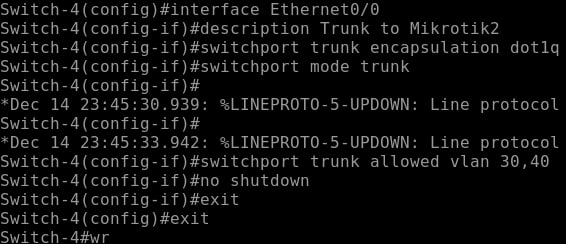 Switch-4(config)#interface Ethernet0/0
Switch-4(config-if)#description Trunk to Mikrotik2
Switch-4(config-if)#switchport trunk encapsulation dot1q
Switch-4(config-if)#switchport mode trunk
Switch-4(config-if)#
*Dec 14 23:45:30.939: %LINEPROTO-5-UPDOWN: Line protocol
Switch-4(config-if)#
*Dec 14 23:45:33.942: %LINEPROTO-5-UPDOWN: Line protocol
Switch-4(config-if)#switchport trunk allowed vlan 30,40
Switch-4(config-if)#no shutdown
Switch-4(config-if)#exit
Switch-4(config)#exit
Switch-4#wr